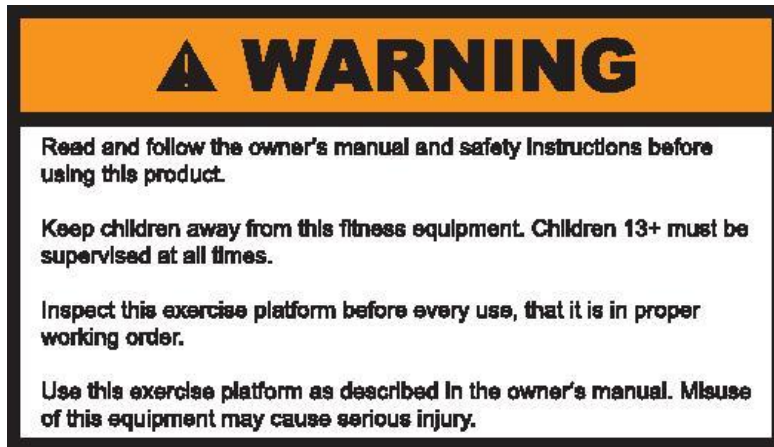 WARNING
Read and follow the owner's manual and safety instructions before
using this product.
Keep children away from this fitness equipment. Children 13+ must be
supervised at all times.
Inspect this exercise platform before every use, that it is in proper
working order.
Use this exercise platform as described in the owner's manual. Misuse
of this equipment may cause serious injury.